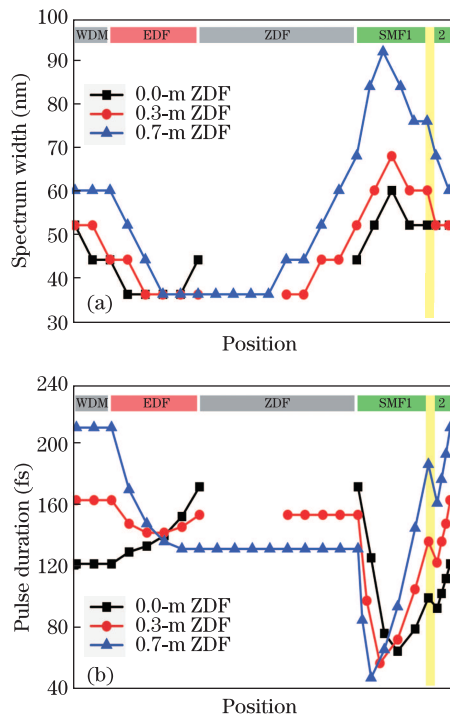 100
WDM EDF ZDF SMF1 2
90
0.0-m ZDF
0.3-m ZDF
0.7-m ZDF
80
70
60
50
40
30
Spectrum width (nm)
(a)
Position
240
WDM EDF ZDF SMF1 2
200
160
120
80
40
Pulse duration (fs)
0.0-m ZDF
0.3-m ZDF
0.7-m ZDF
(b)
Position